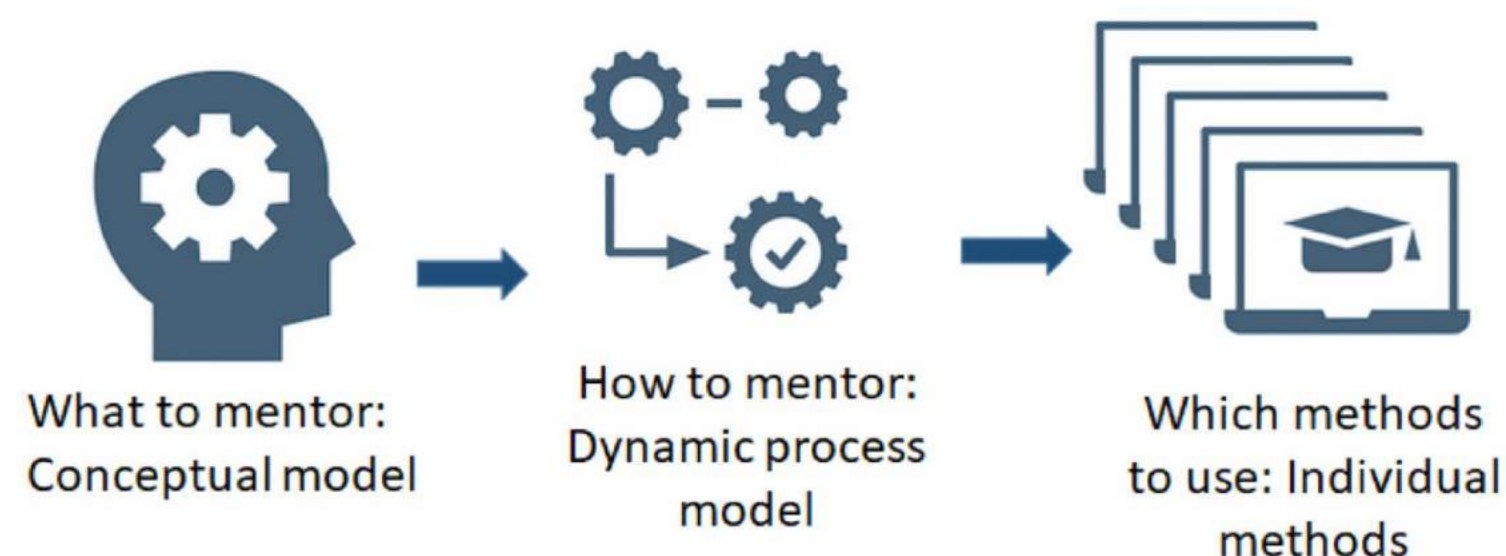 What to mentor:
Conceptual model
How to mentor:
Dynamic process
model
Which methods
to use: Individual
methods